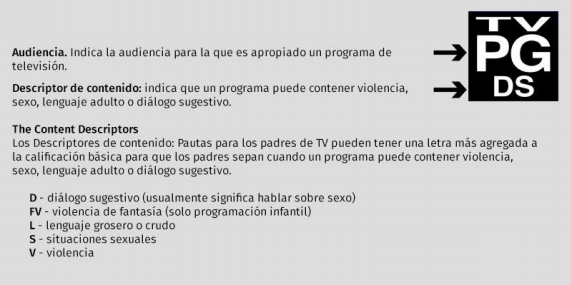 Audiencia. Indica la audiencia para la que es apropiado un programa de
televisión.
Descriptor de contenido: indica que un programa puede contener violencia,
sexo, lenguaje adulto o diálogo sugestivo.
TV
PG
DS
The Content Descriptors
Los Descriptores de contenido: Pautas para los padres de TV pueden tener una letra más agregada a
la calificación básica para que los padres sepan cuando un programa puede contener violencia,
sexo, lenguaje adulto o diálogo sugestivo.
D - diálogo sugestivo (usualmente significa hablar sobre sexo)
FV - violencia de fantasía (solo programación infantil)
L - lenguaje grosero o crudo
S - situaciones sexuales
V - violencia